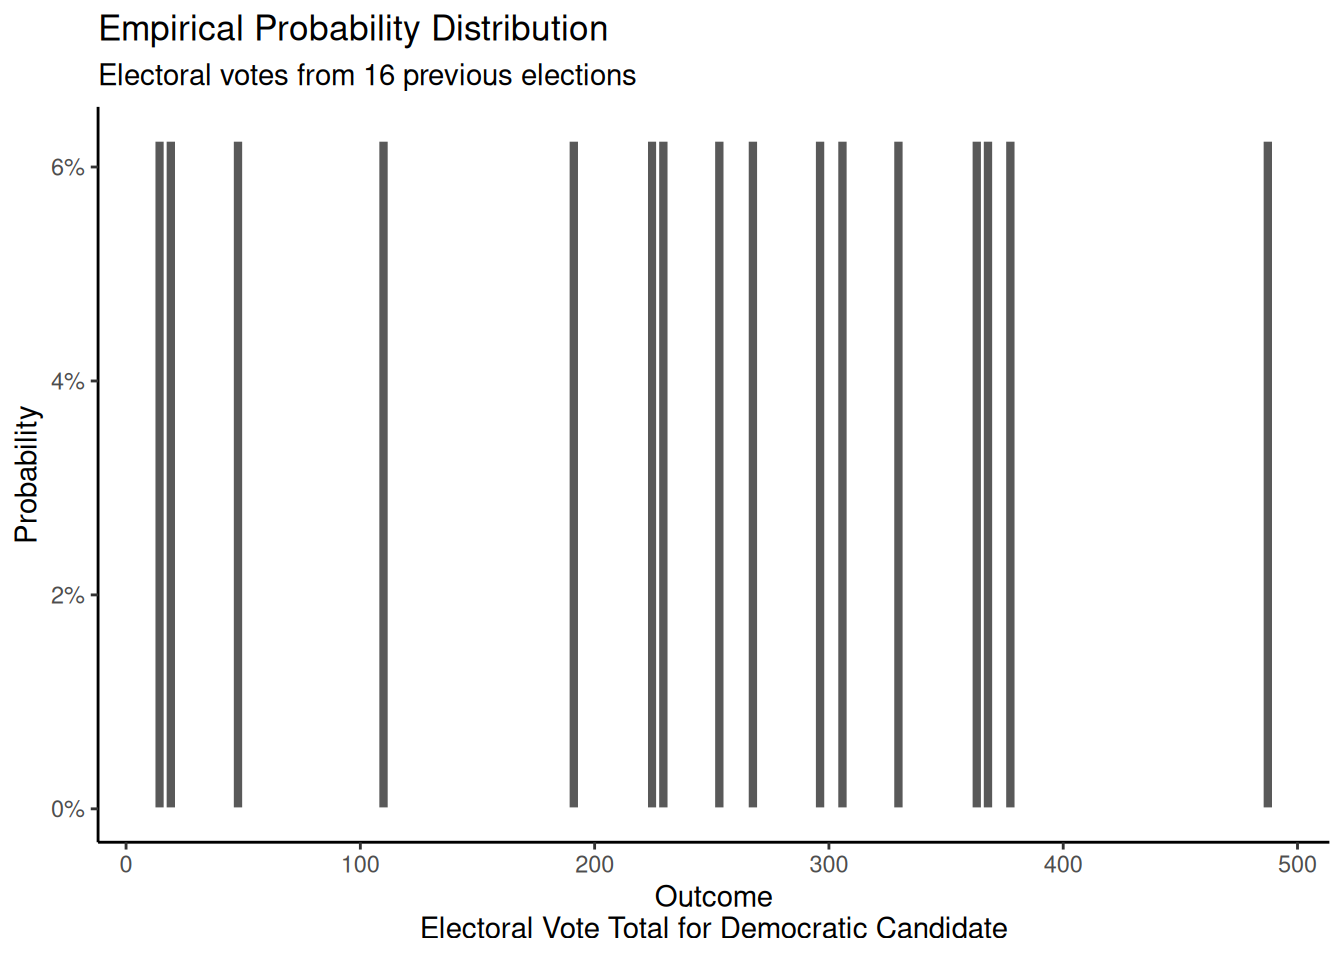 Empirical Probability Distribution
Electoral votes from 16 previous elections
6%
4%
2%
0%
Probability
0 100 200 300 400 500
Outcome
Electoral Vote Total for Democratic Candidate